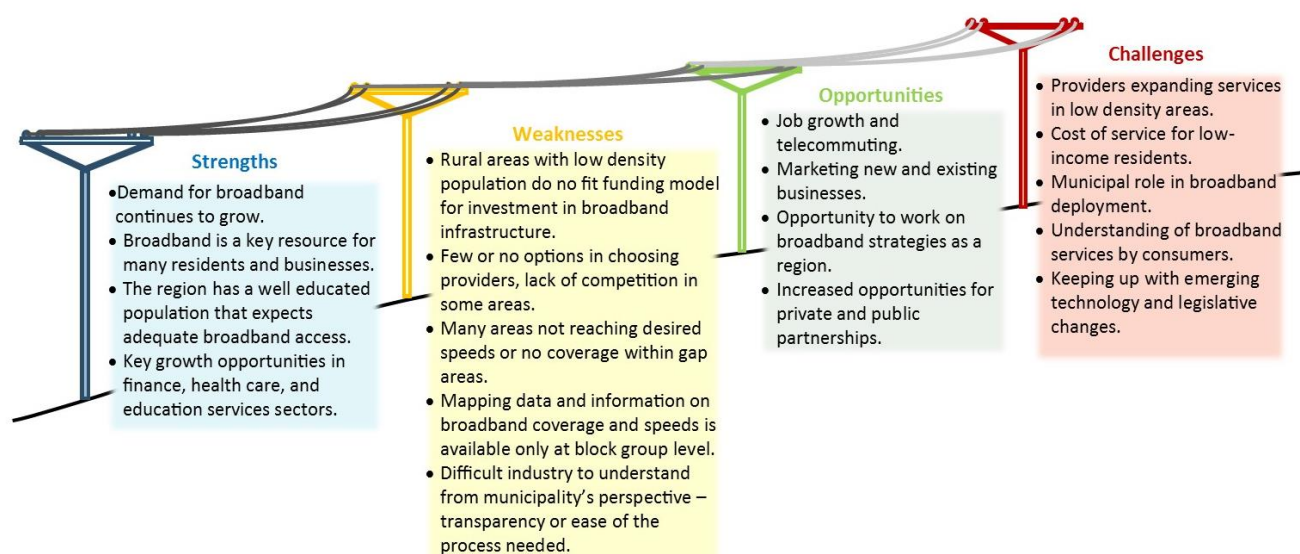 Strengths
•Demand for broadband
continues to grow.
• Broadband is a key resource for
many residents and businesses.
• The region has a well educated
population that expects
adequate broadband access.
• Key growth opportunities in
finance, health care, and
education services sectors.
Weaknesses
• Rural areas with low density
population do no fit funding model
for investment in broadband
infrastructure.
• Few or no options in choosing
providers, lack of competition in
some areas.
• Many areas not reaching desired
speeds or no coverage within gap
areas.
• Mapping data and information on
broadband coverage and speeds is
available only at block group level.
• Difficult industry to understand
from municipality’s perspective –
transparency or ease of the
process needed.
Opportunities
• Job growth and
telecommuting.
• Marketing new and existing
businesses.
• Opportunity to work on
broadband strategies as a
region.
• Increased opportunities for
private and public
partnerships.
Challenges
• Providers expanding services
in low density areas.
• Cost of service for low-
income residents.
• Municipal role in broadband
deployment.
• Understanding of broadband
services by consumers.
• Keeping up with emerging
technology and legislative
changes.